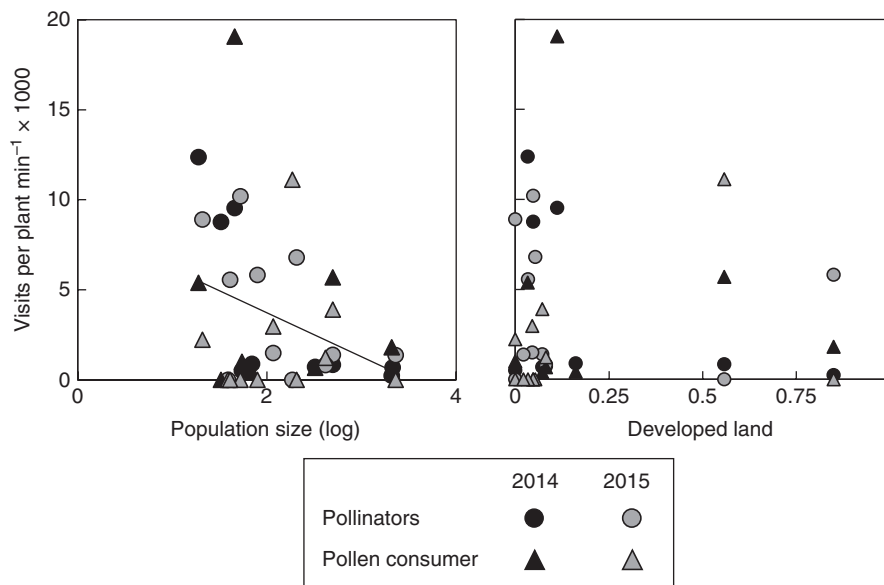 20
15
10
5
0
Visits per plant min⁻¹ × 1000
0
2
4
Population size (log)
0
0.25
0.50
0.75
Developed land
2014 2015
Pollinators
Pollen consumer